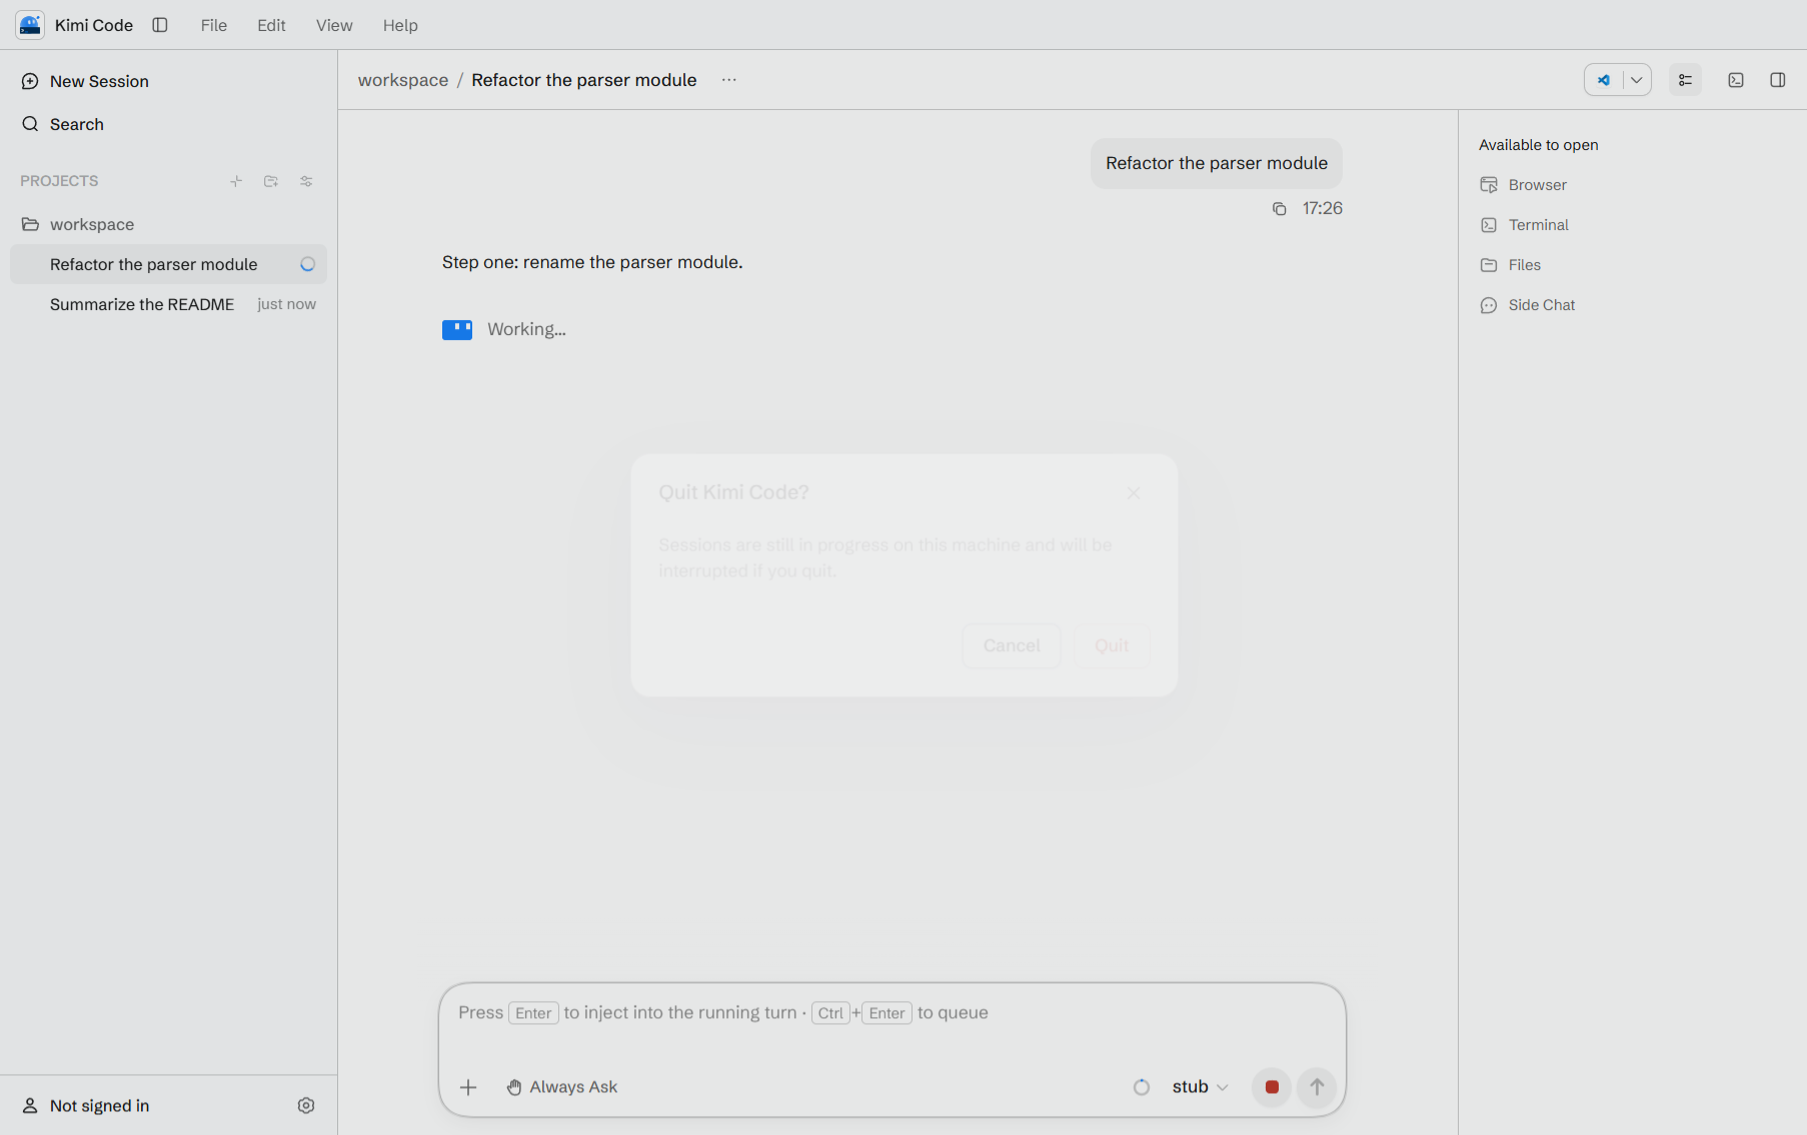 Kimi Code File Edit View Help
New Session
Search
PROJECTS
workspace
Refactor the parser module
Summarize the README just now
Not signed in
workspace / Refactor the parser module ···
Refactor the parser module
17:26
Step one: rename the parser module.
Working...
Quit Kimi Code?
Sessions are still in progress on this machine and will be
interrupted if you quit.
Cancel Quit
Press Enter to inject into the running turn · Ctrl+Enter to queue
Always Ask stub
Available to open
Browser
Terminal
Files
Side Chat